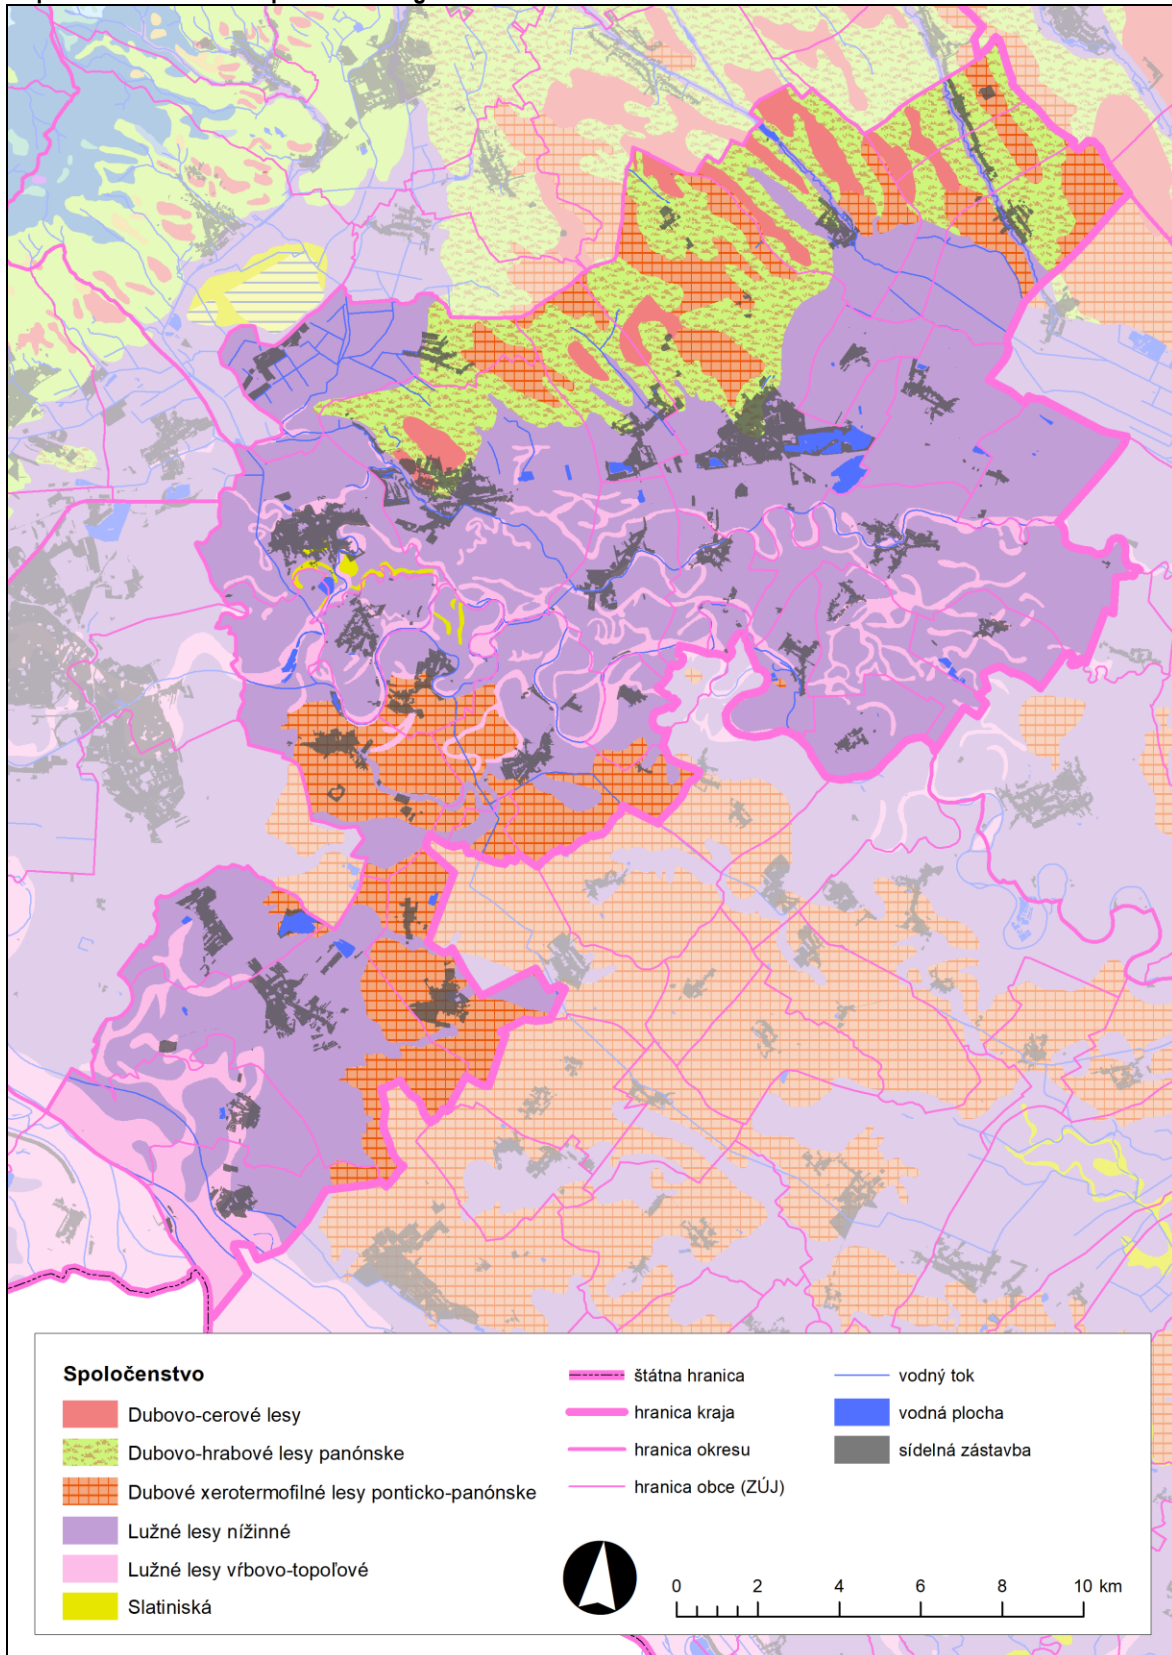 Spoločenstvo
Dubovo-cerové lesy
Dubovo-hrabové lesy panónske
Dubové xerotermofilné lesy ponticko-panónske
Lužné lesy nížinné
Lužné lesy vŕbovo-topoľové
Slatiniská
štátna hranica
hranica kraja
hranica okresu
hranica obce (ZÚJ)
vodný tok
vodná plocha
sídelná zástavba
0 2 4 6 8 10 km